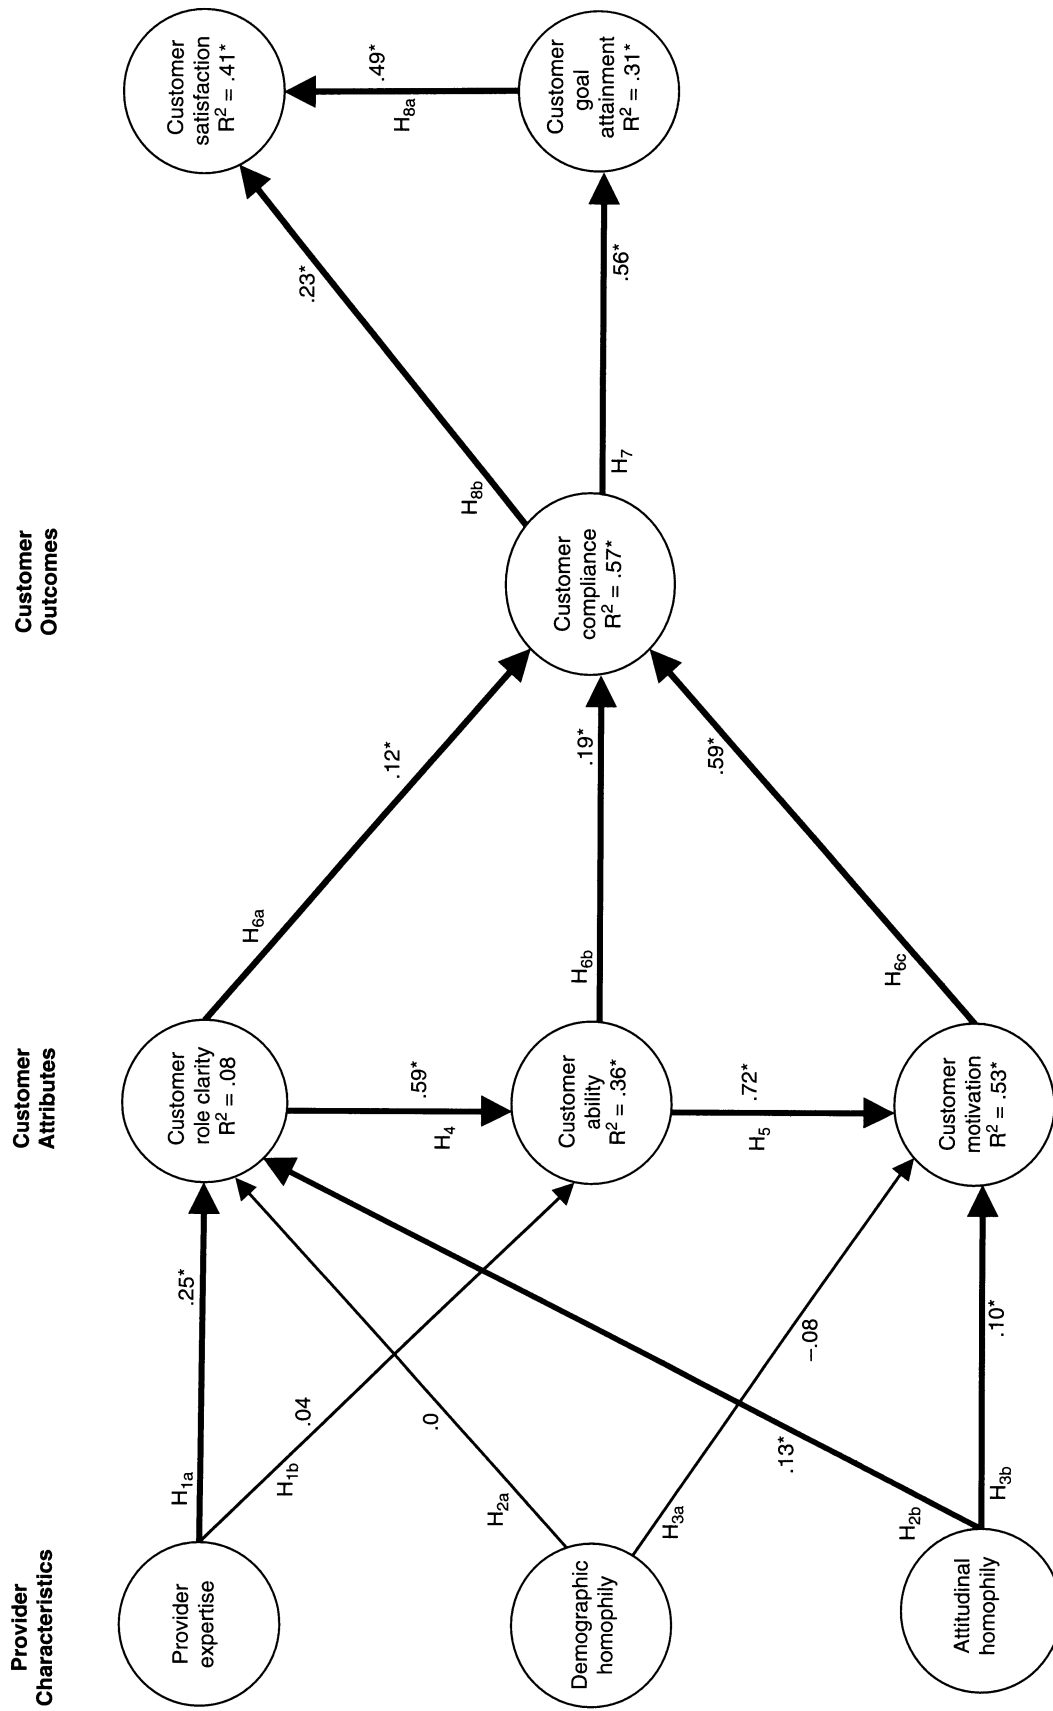 Provider
Characteristics
Customer
Attributes
Customer
Outcomes
Provider
expertise
H1a
.25*
H1b
.04
Customer
role clarity
R² = .08
H6a
.12*
H8b
.23*
Customer
satisfaction
R² = .41*
H4
.59*
H8a
.49*
Demographic
homophily
H2a
.0
H3a
–.08
Customer
ability
R² = .36*
H6b
.19*
Customer
compliance
R² = .57*
H7
.56*
Customer
goal
attainment
R² = .31*
H5
.72*
Attitudinal
homophily
H2b
.13*
H3b
.10*
Customer
motivation
R² = .53*
H6c
.59*